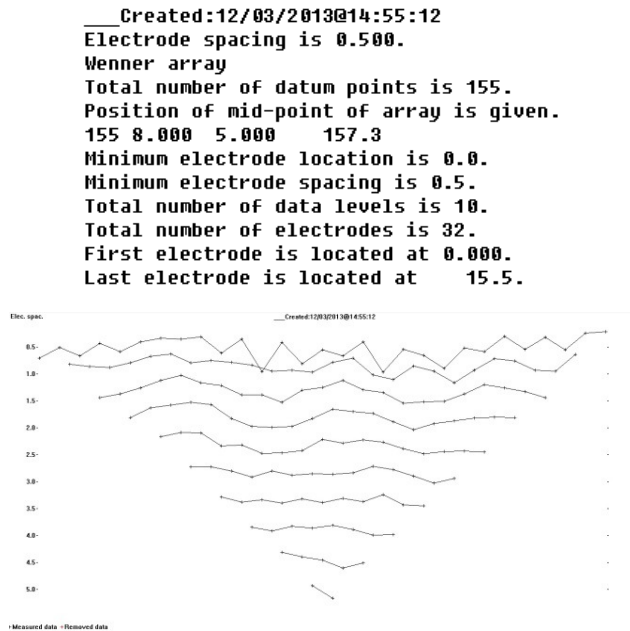 ___Created:12/03/2013@14:55:12
Electrode spacing is 0.500.
Wenner array
Total number of datum points is 155.
Position of mid-point of array is given.
155 8.000 5.000 157.3
Minimum electrode location is 0.0.
Minimum electrode spacing is 0.5.
Total number of data levels is 10.
Total number of electrodes is 32.
First electrode is located at 0.000.
Last electrode is located at 15.5.
Elec. spac. ___Created:12/03/2013@14:55:12
0.5
1.0
1.5
2.0
2.5
3.0
3.5
4.0
4.5
5.0
Measured data +Removed data